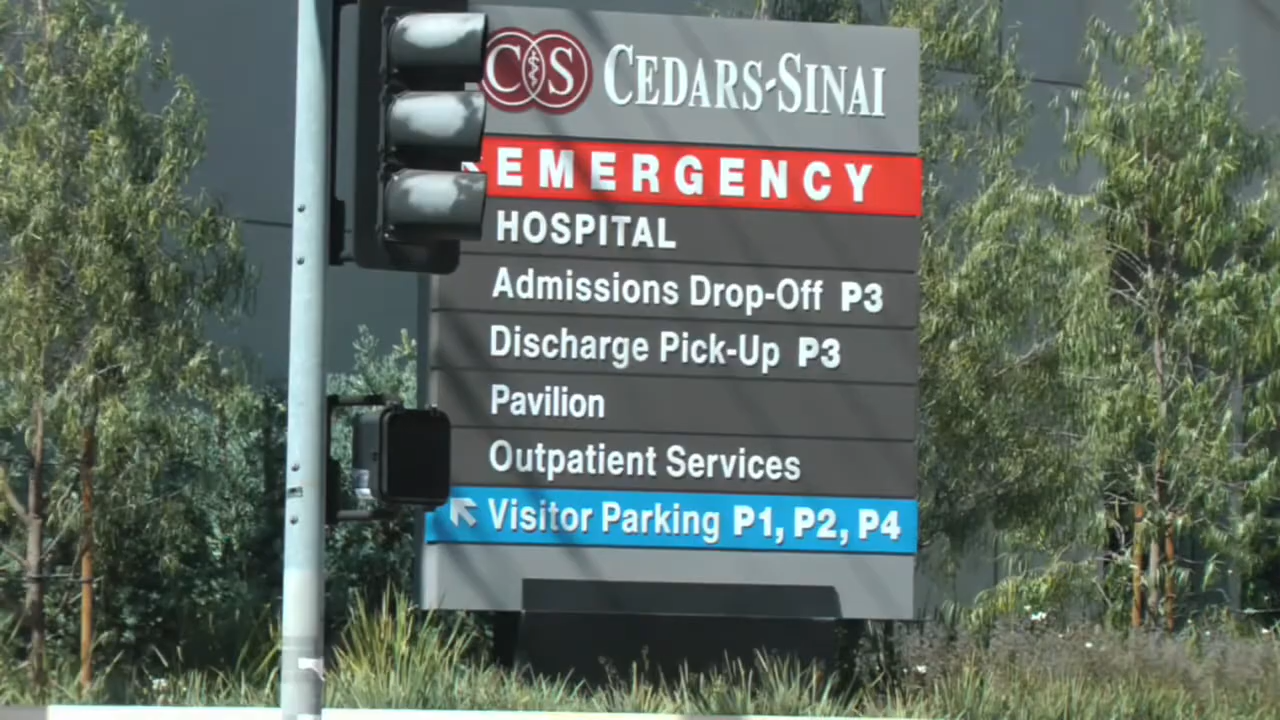 CS CEDARS-SINAI
EMERGENCY
HOSPITAL
Admissions Drop-Off P3
Discharge Pick-Up P3
Pavilion
Outpatient Services
Visitor Parking P1, P2, P4